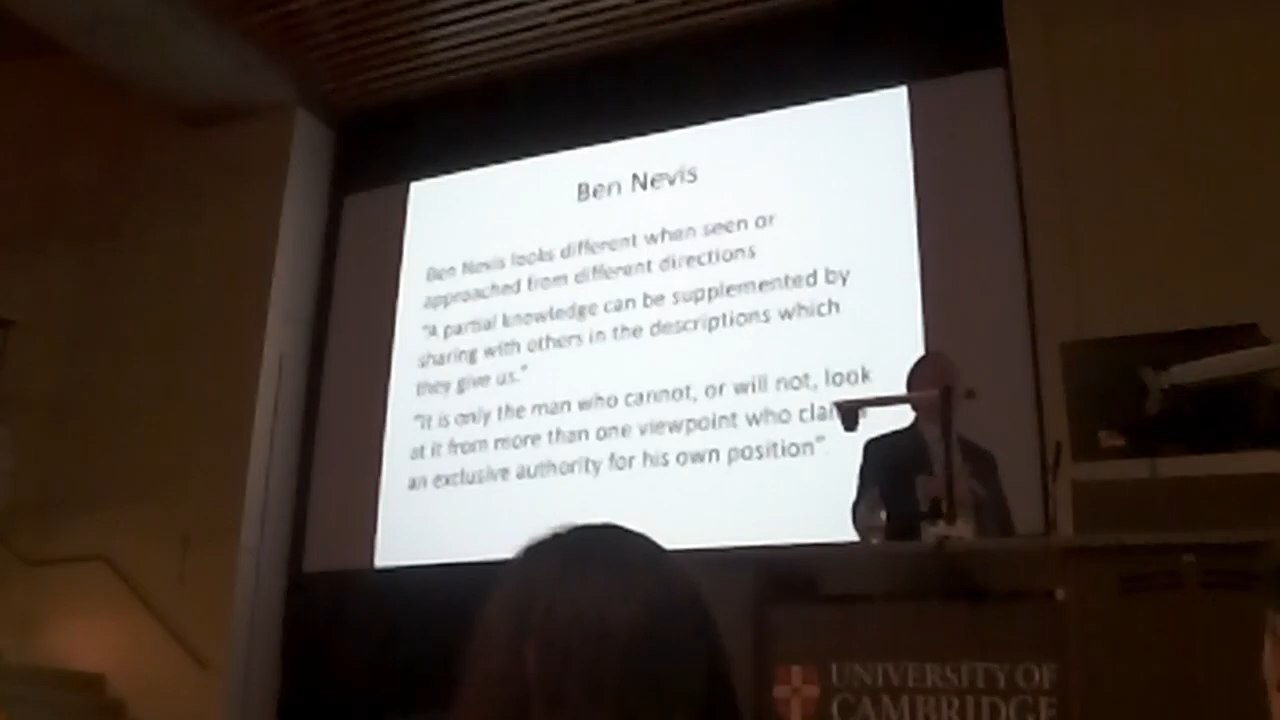 Ben Nevis
Ben Nevis looks different when seen or
approached from different directions
"A partial knowledge can be supplemented by
sharing with others in the descriptions which
they give us."
"It is only the man who cannot, or will not, look
at it from more than one viewpoint who
an exclusive authority for his own position"
UNIVERSITY OF
CAMBRIDGE